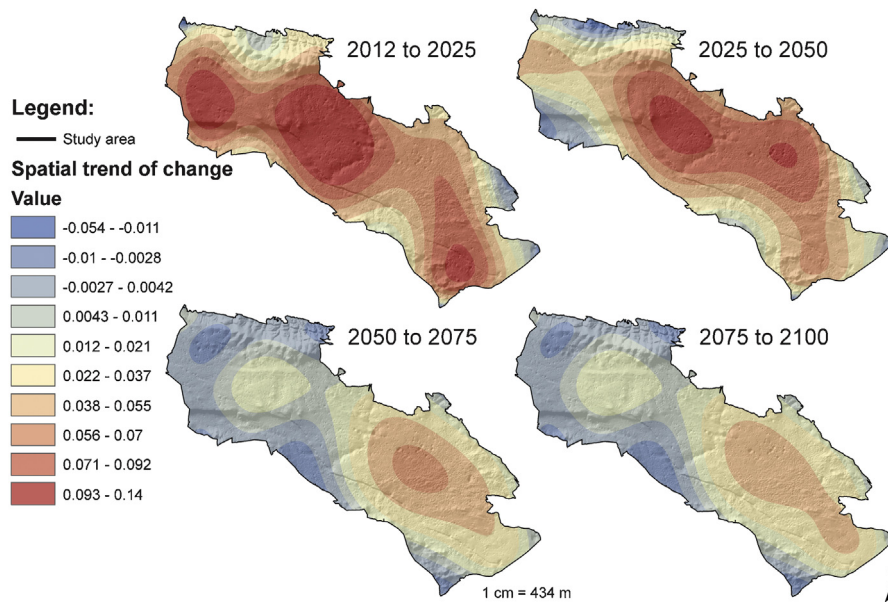 2012 to 2025
2025 to 2050
Legend:
Study area
Spatial trend of change
Value
-0.054 - -0.011
-0.01 - -0.0028
-0.0027 - 0.0042
0.0043 - 0.011
0.012 - 0.021
0.022 - 0.037
0.038 - 0.055
0.056 - 0.07
0.071 - 0.092
0.093 - 0.14
2050 to 2075
2075 to 2100
1 cm = 434 m